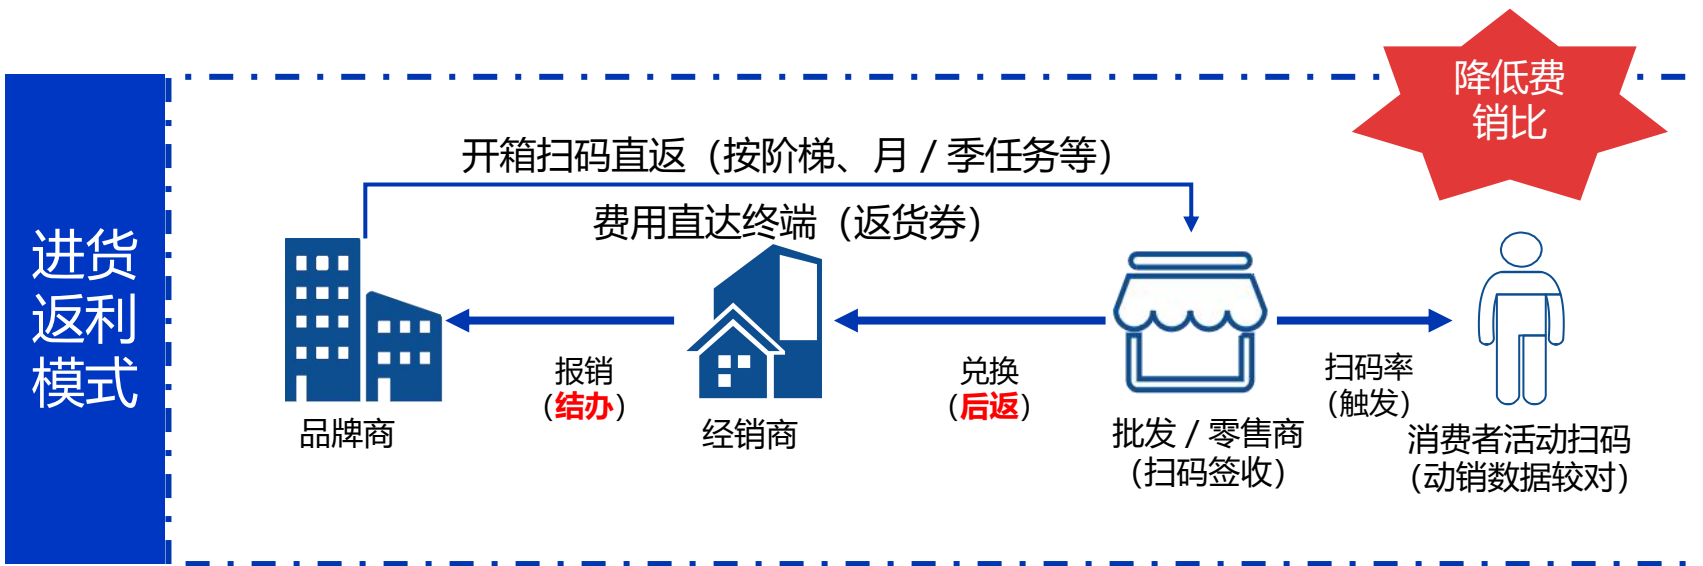 降低费
销比
进货
返利
模式
开箱扫码直返（按阶梯、月 / 季任务等）
费用直达终端（返货券）
报销
（结办）
兑换
（后返）
扫码率
（触发）
品牌商
经销商
批发 / 零售商
（扫码签收）
消费者活动扫码
（动销数据较对）